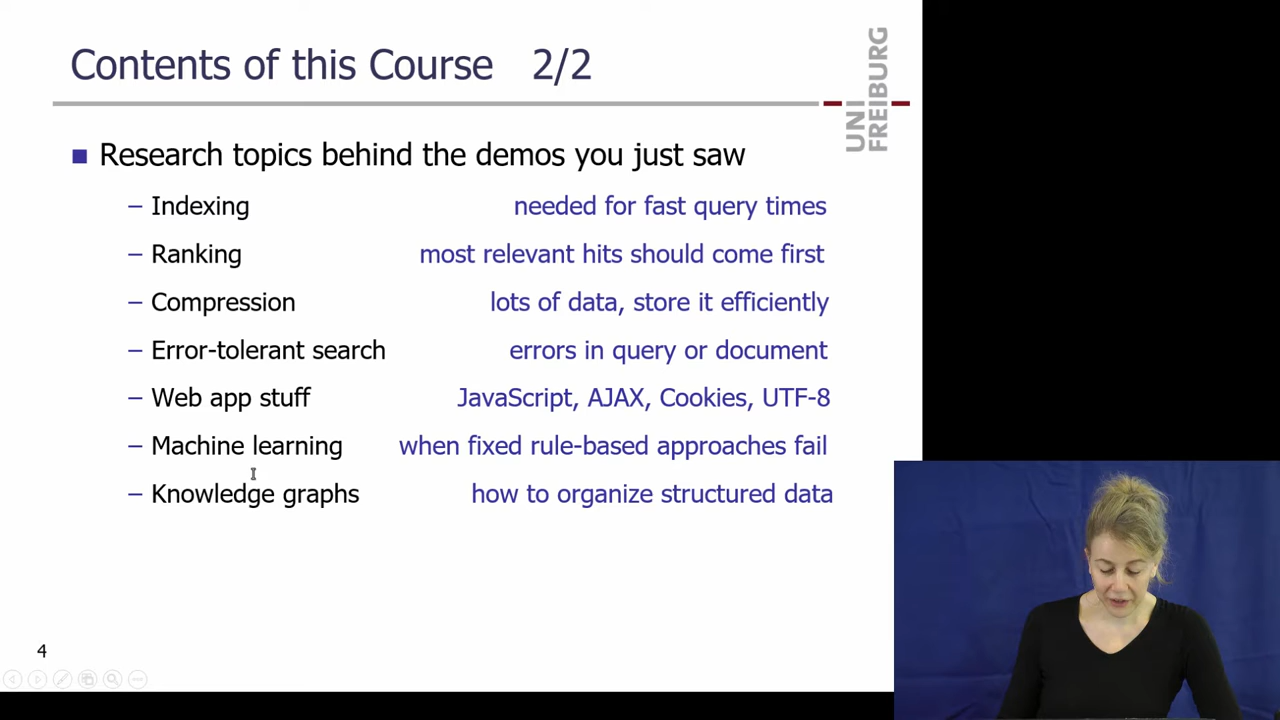 Contents of this Course 2/2
UNI
FREIBURG
■ Research topics behind the demos you just saw
– Indexing needed for fast query times
– Ranking most relevant hits should come first
– Compression lots of data, store it efficiently
– Error-tolerant search errors in query or document
– Web app stuff JavaScript, AJAX, Cookies, UTF-8
– Machine learning when fixed rule-based approaches fail
– Knowledge graphs how to organize structured data
4